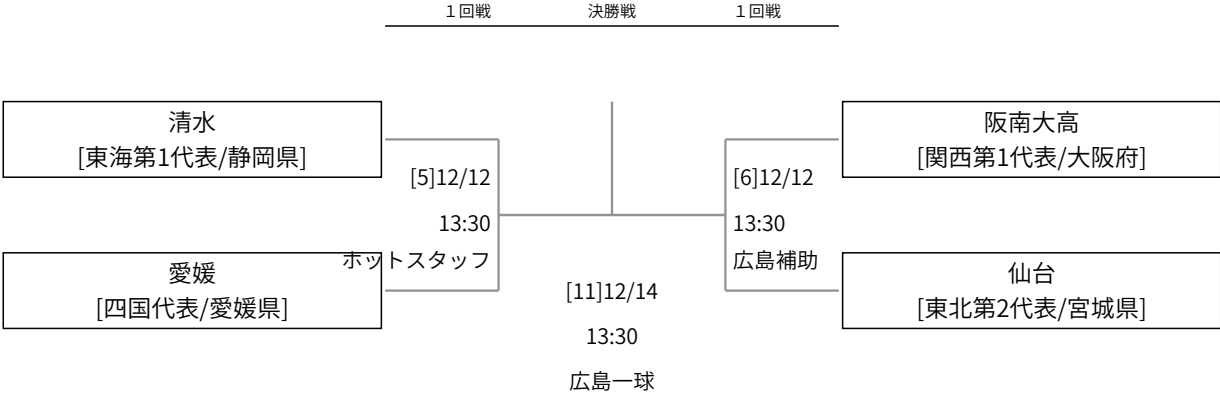 １回戦 決勝戦 １回戦
清水
[東海第1代表/静岡県]
阪南大高
[関西第1代表/大阪府]
[5]12/12
13:30
ホットスタッフ
[6]12/12
13:30
広島補助
愛媛
[四国代表/愛媛県]
仙台
[東北第2代表/宮城県]
[11]12/14
13:30
広島一球